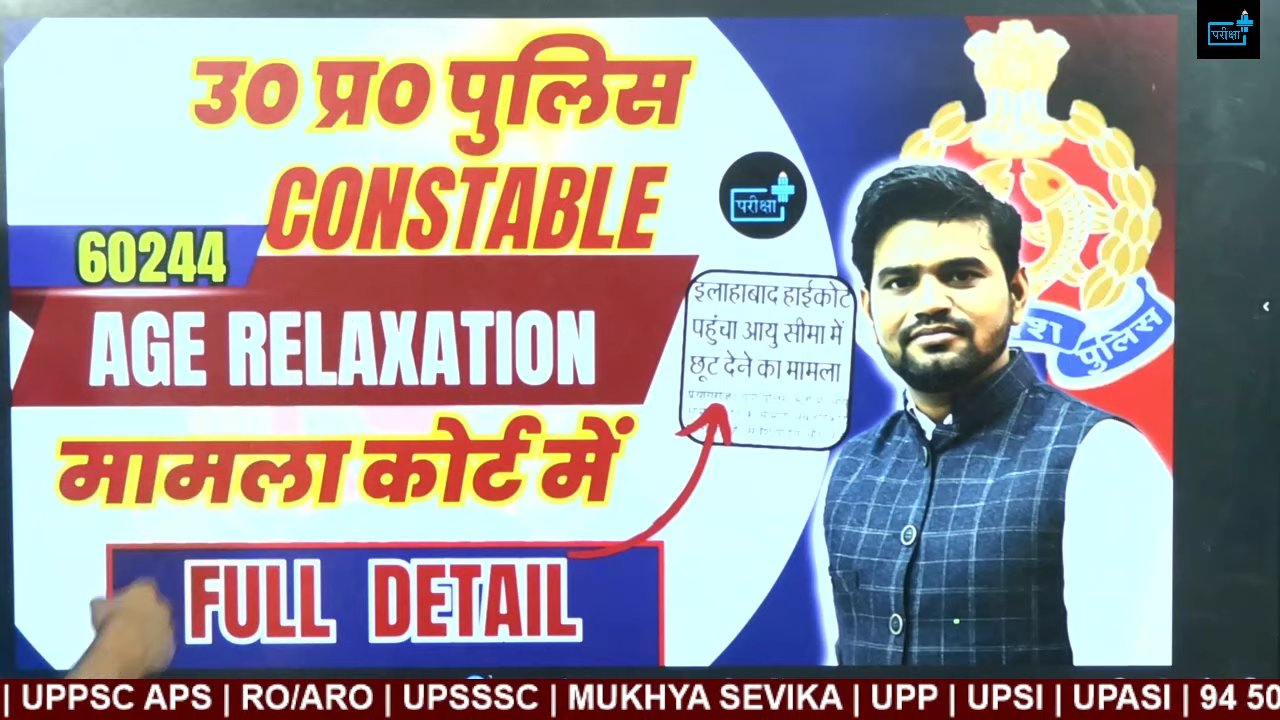 परीक्षा
उ० प्र० पुलिस
CONSTABLE
60244
AGE RELAXATION
मामला कोर्ट में
FULL DETAIL
परीक्षा
इलाहाबाद हाईकोर्ट
पहुंचा आयु सीमा में
छूट देने का मामला
पुलिस
| UPPSC APS | RO/ARO | UPSSSC | MUKHYA SEVIKA | UPP | UPSI | UPASI | 94 50